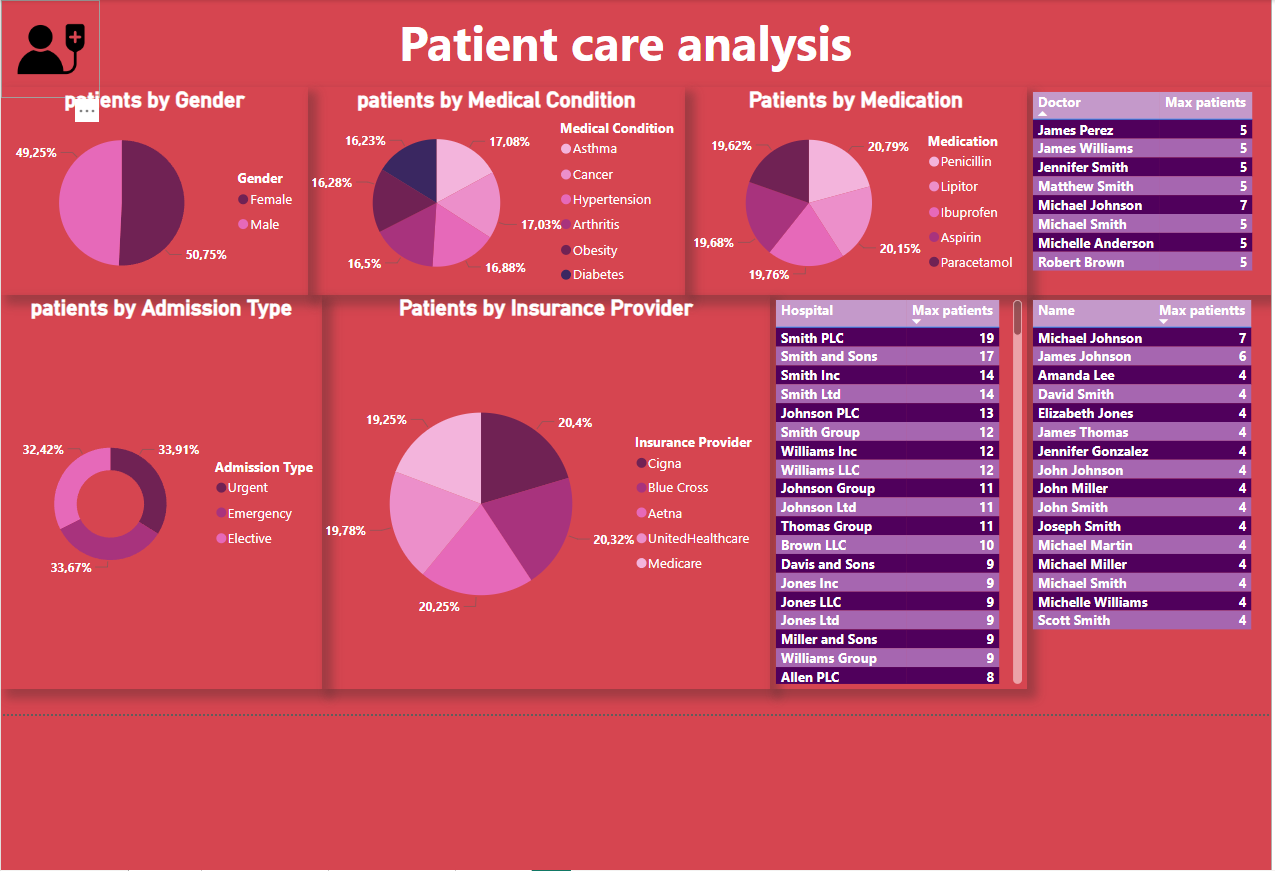 Patient care analysis
patients by Gender
49,25%
50,75%
Gender
Female
Male
patients by Medical Condition
16,23%
17,08%
16,28%
17,03%
16,5%
16,88%
Medical Condition
Asthma
Cancer
Hypertension
Arthritis
Obesity
Diabetes
Patients by Medication
19,62%
20,79%
19,68%
20,15%
19,76%
Medication
Penicillin
Lipitor
Ibuprofen
Aspirin
Paracetamol
Doctor Max patients
James Perez 5
James Williams 5
Jennifer Smith 5
Matthew Smith 5
Michael Johnson 7
Michael Smith 5
Michelle Anderson 5
Robert Brown 5
patients by Admission Type
32,42%
33,91%
33,67%
Admission Type
Urgent
Emergency
Elective
Patients by Insurance Provider
19,25%
20,4%
19,78%
20,32%
20,25%
Insurance Provider
Cigna
Blue Cross
Aetna
UnitedHealthcare
Medicare
Hospital Max patients
Smith PLC 19
Smith and Sons 17
Smith Inc 14
Smith Ltd 14
Johnson PLC 13
Smith Group 12
Williams Inc 12
Williams LLC 12
Johnson Group 11
Johnson Ltd 11
Thomas Group 11
Brown LLC 10
Davis and Sons 9
Jones Inc 9
Jones LLC 9
Jones Ltd 9
Miller and Sons 9
Williams Group 9
Allen PLC 8
Name Max patientts
Michael Johnson 7
James Johnson 6
Amanda Lee 4
David Smith 4
Elizabeth Jones 4
James Thomas 4
Jennifer Gonzalez 4
John Johnson 4
John Miller 4
John Smith 4
Joseph Smith 4
Michael Martin 4
Michael Miller 4
Michael Smith 4
Michelle Williams 4
Scott Smith 4